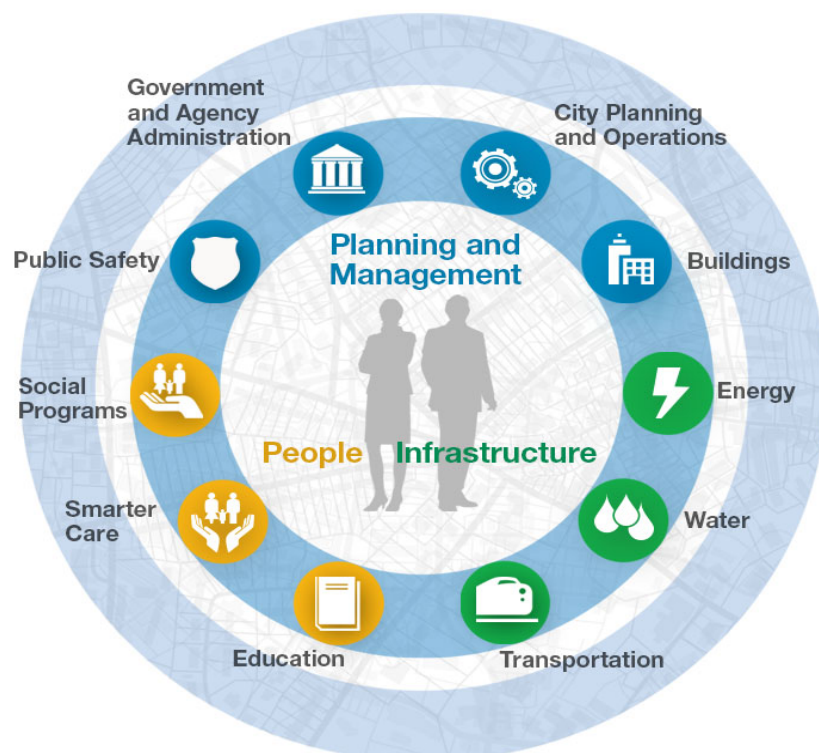 Government
and Agency
Administration
City Planning
and Operations
Public Safety
Planning and
Management
Buildings
Social
Programs
Energy
People
Infrastructure
Smarter
Care
Water
Education
Transportation